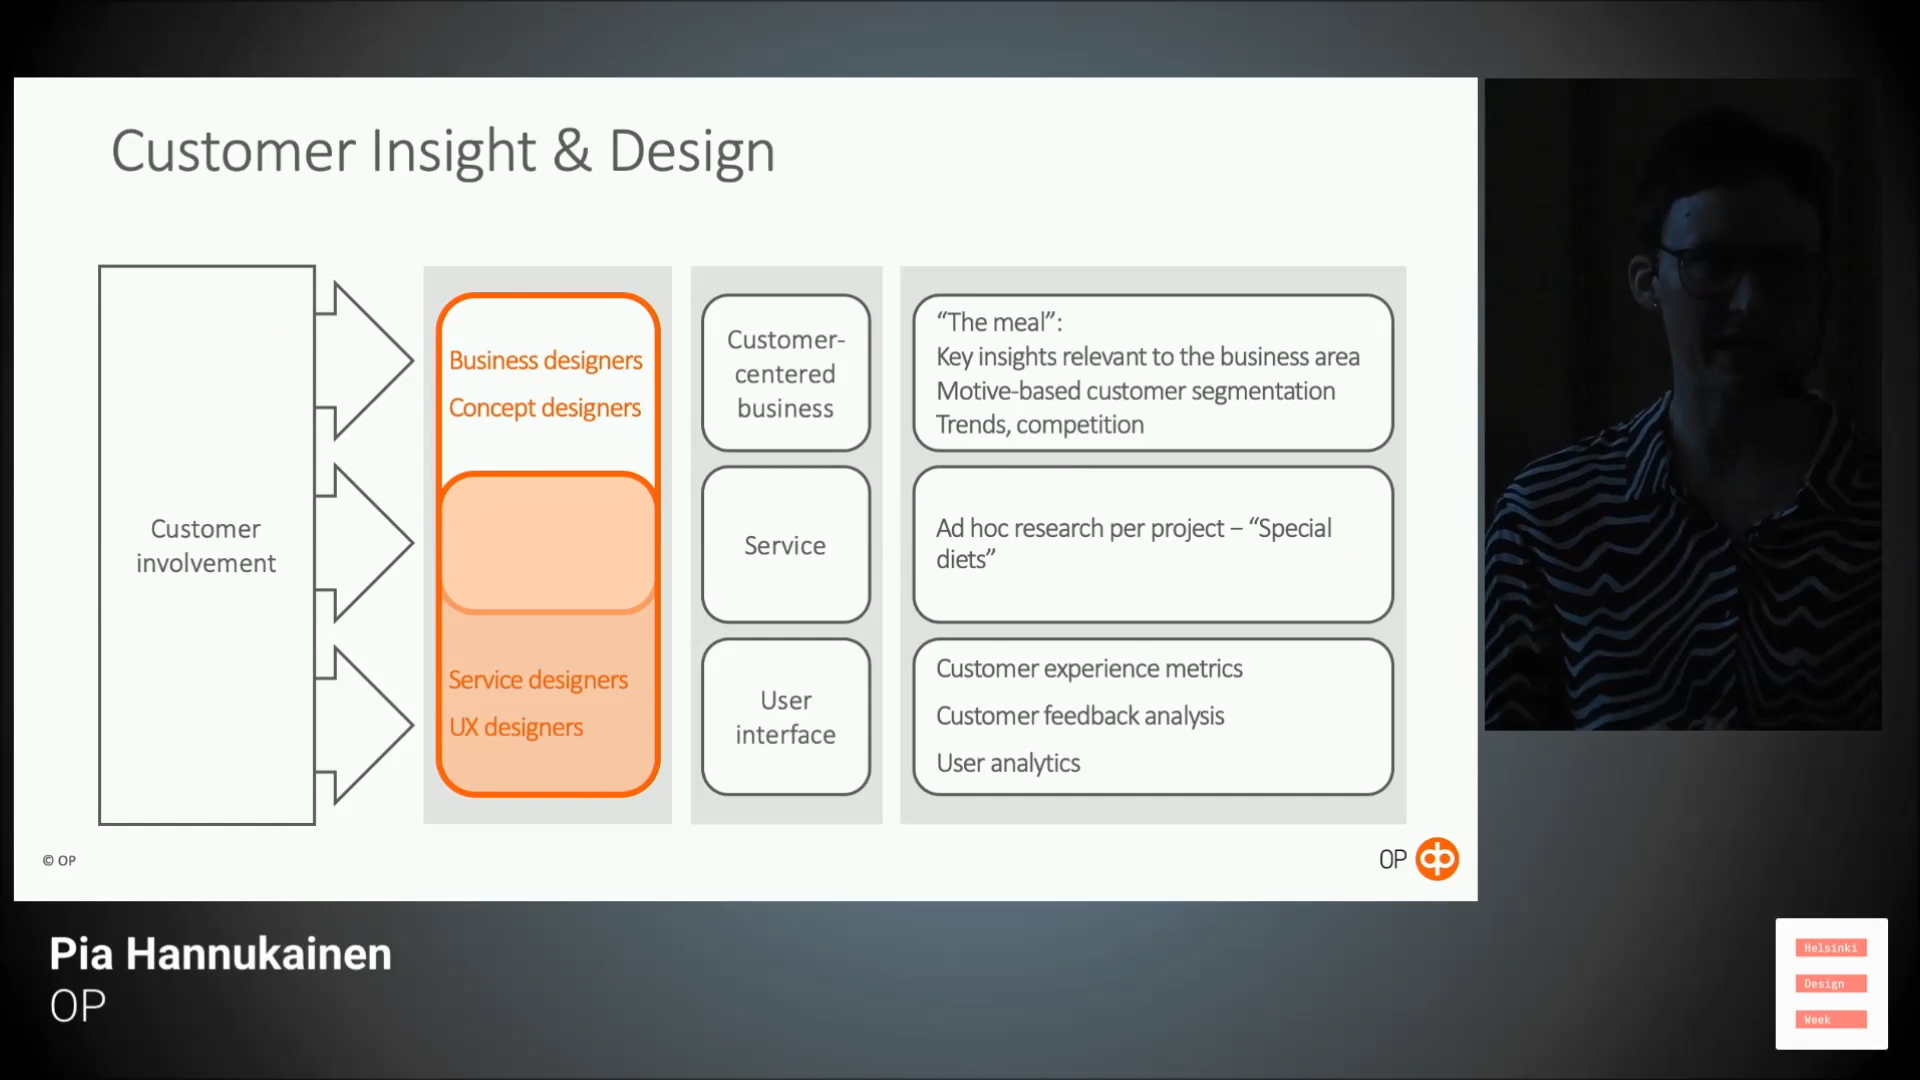 Customer Insight & Design
Customer
involvement
Business designers
Concept designers
Service designers
UX designers
Customer-
centered
business
Service
User
interface
“The meal”:
Key insights relevant to the business area
Motive-based customer segmentation
Trends, competition
Ad hoc research per project – “Special
diets”
Customer experience metrics
Customer feedback analysis
User analytics
© OP
OP
Pia Hannukainen
OP
Helsinki
Design
Week